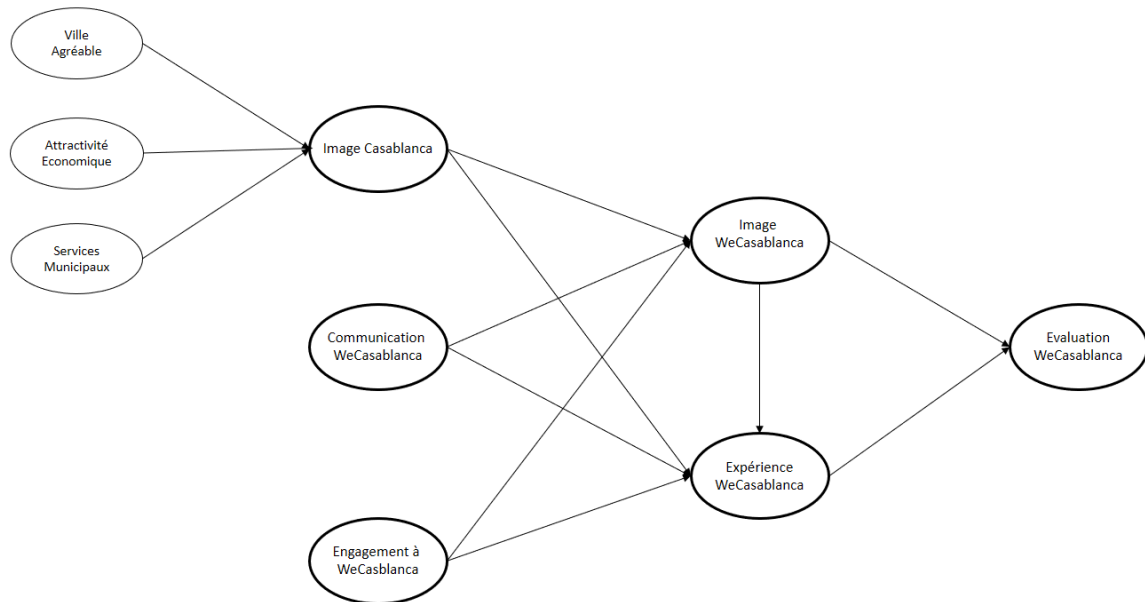 Ville
Agréable
Attractivité
Economique
Services
Municipaux
Image Casablanca
Communication
WeCasablanca
Engagement à
WeCasblanca
Image
WeCasablanca
Expérience
WeCasablanca
Evaluation
WeCasablanca